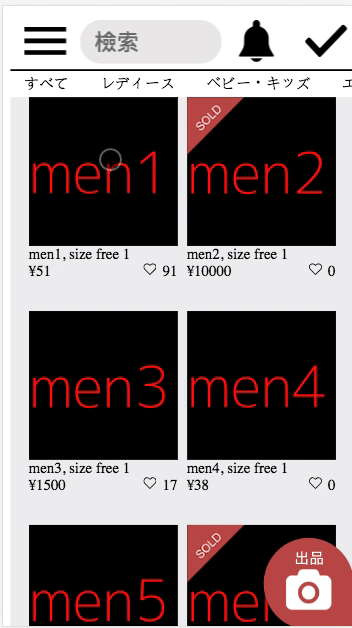 検索
すべて レディース ベビー・キッズ
men1 SOLD men2
men1, size free 1 men2, size free 1
¥51 ♡ 91 ¥10000 ♡ 0
men3 men4
men3, size free 1 men4, size free 1
¥1500 ♡ 17 ¥38 ♡ 0
men5 SOLD
出品